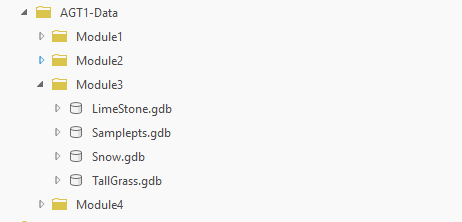 AGT1-Data
Module1
Module2
Module3
LimeStone.gdb
Samplepts.gdb
Snow.gdb
TallGrass.gdb
Module4